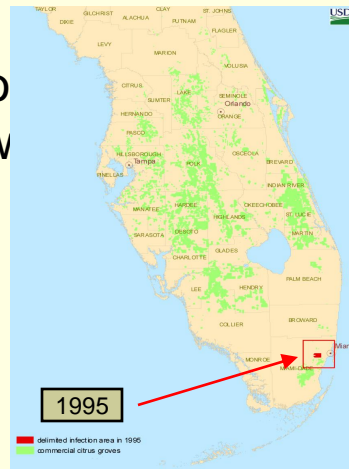 TAYLOR
GILCHRIST
CLAY
ST. JOHNS
DIXIE
ALACHUA
PUTNAM
FLAGLER
LEVY
MARION
VOLUSIA
CITRUS
LAKE
SUMTER
SEMINOLE
Orlando
HERNANDO
ORANGE
PASCO
HILLSBOROUGH
Tampa
POLK
OSCEOLA
BREVARD
PINELLAS
INDIAN RIVER
MANATEE
HARDEE
OKEECHOBEE
HIGHLANDS
ST. LUCIE
SARASOTA
DESOTO
MARTIN
GLADES
CHARLOTTE
LEE
HENDRY
PALM BEACH
COLLIER
BROWARD
MONROE
MIAMI-DADE
1995
delimited infection area in 1995
commercial citrus groves